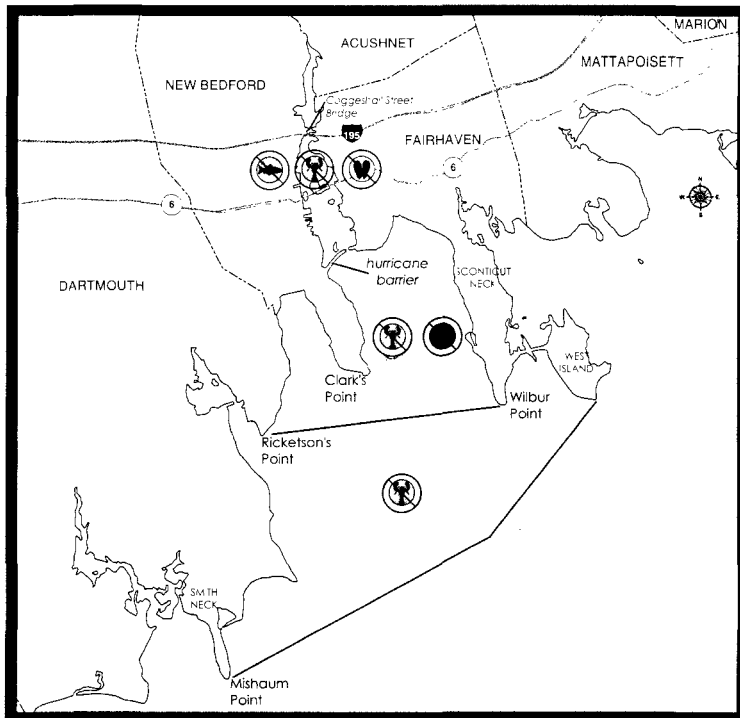 MARION
ACUSHNET
MATTAPOISETT
NEW BEDFORD
Coggeshall Street
Bridge
195
FAIRHAVEN
6
6
N
W
E
S
hurricane
barrier
SCONTICUT
NECK
DARTMOUTH
WEST
ISLAND
Clark's
Point
Wilbur
Point
Ricketson's
Point
SMITH
NECK
Mishaum
Point